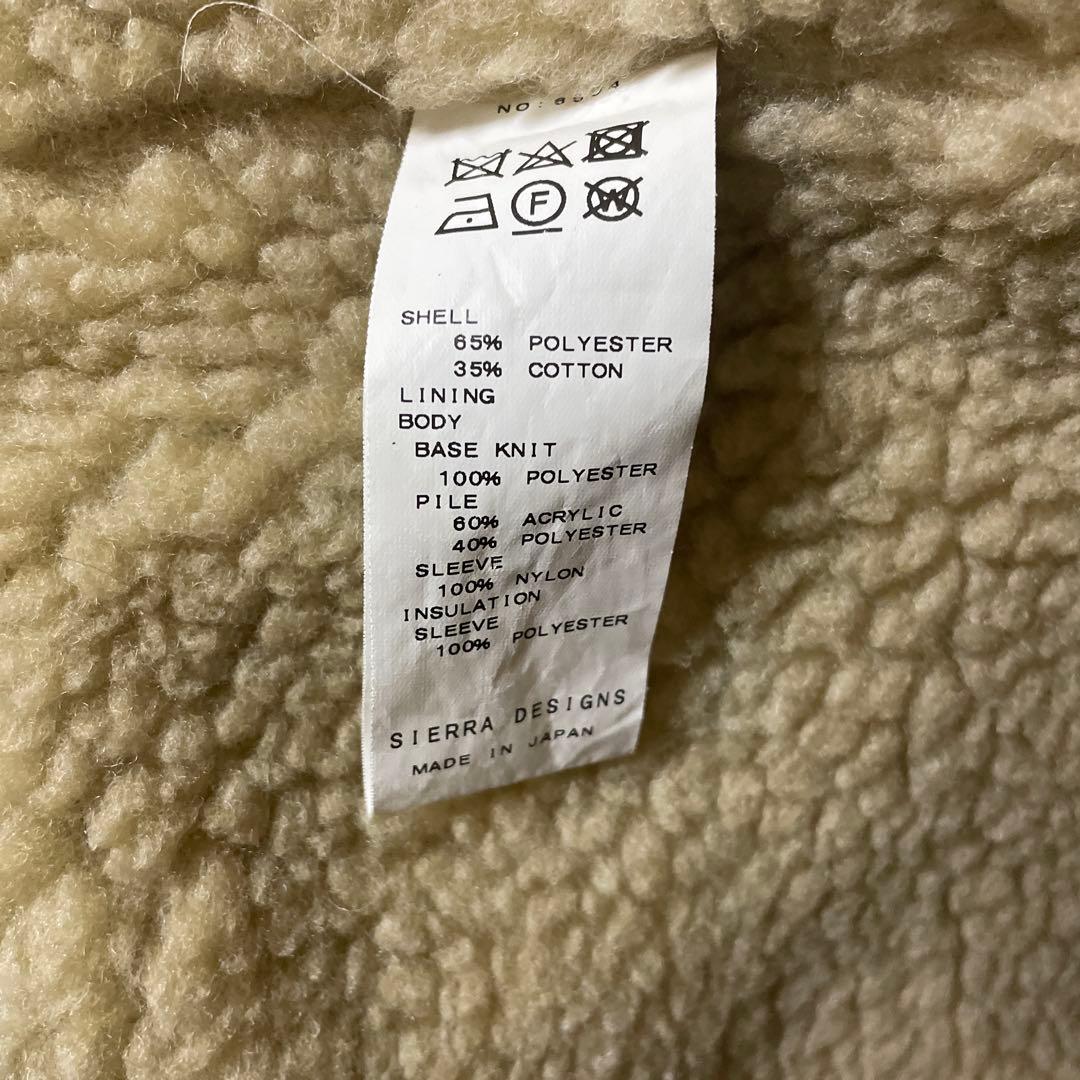 NO:
F
W
SHELL
65% POLYESTER
35% COTTON
LINING
BODY
BASE KNIT
100% POLYESTER
PILE
60% ACRYLIC
40% POLYESTER
SLEEVE
100% NYLON
INSULATION
SLEEVE
100% POLYESTER
SIERRA DESIGNS
MADE IN JAPAN